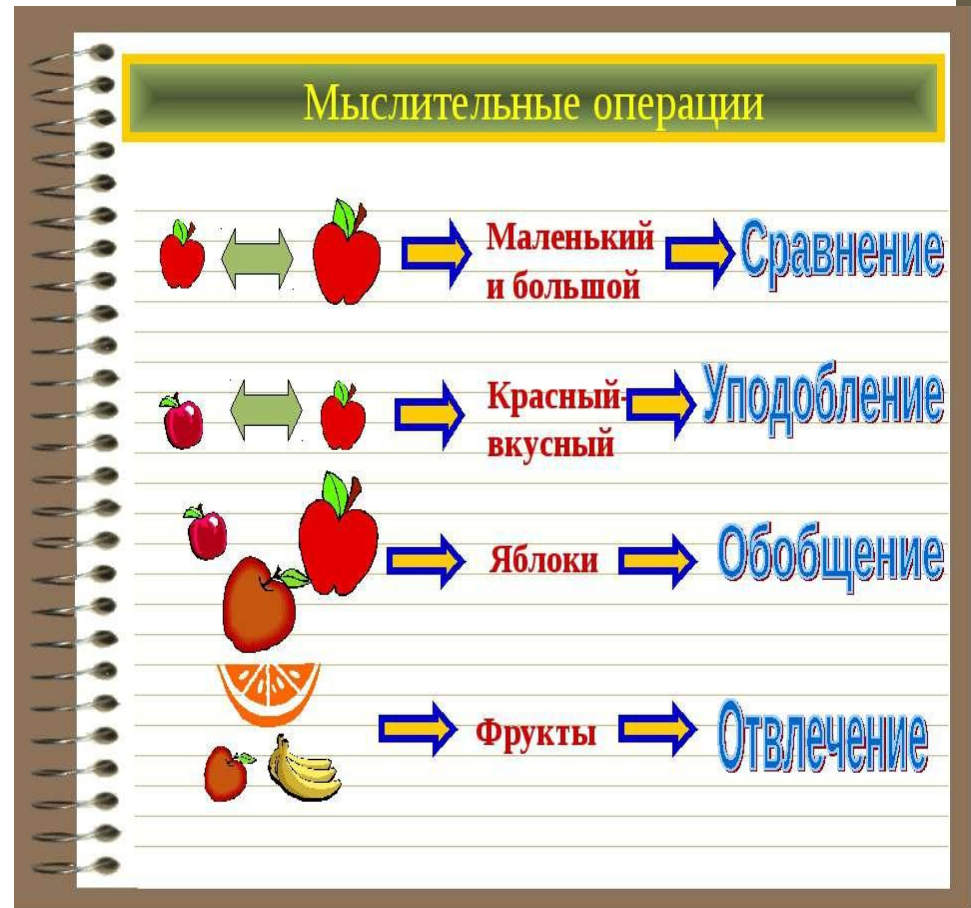 Мыслительные операции
Маленький
и большой
Сравнение
Красный-
вкусный
Уподобление
Яблоки
Обобщение
Фрукты
Отвлечение